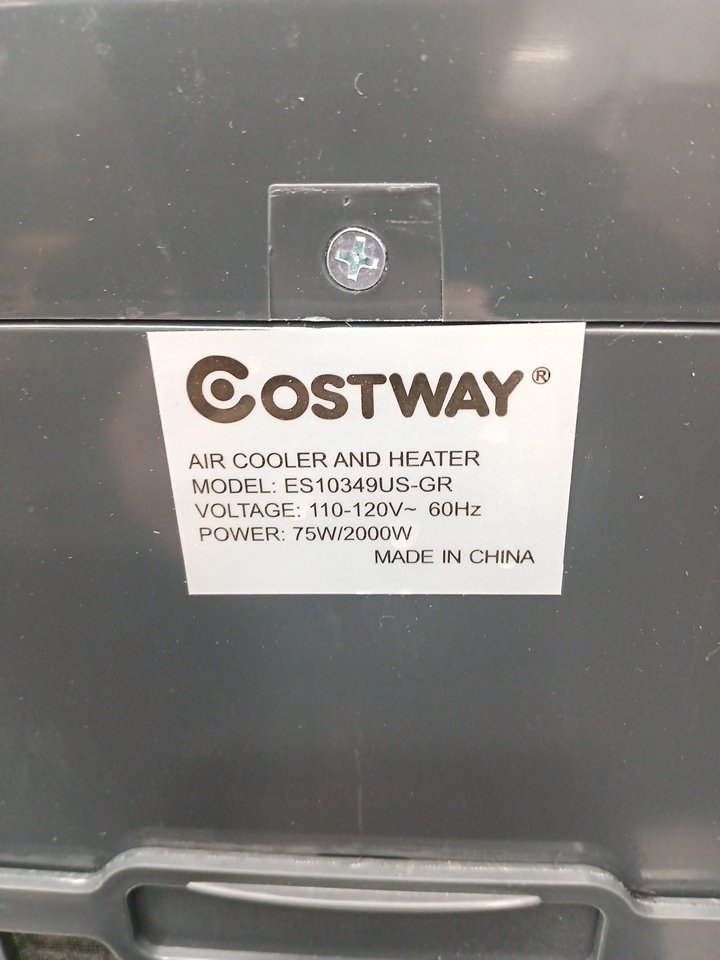 COSTWAY®
AIR COOLER AND HEATER
MODEL: ES10349US-GR
VOLTAGE: 110-120V~ 60Hz
POWER: 75W/2000W
MADE IN CHINA